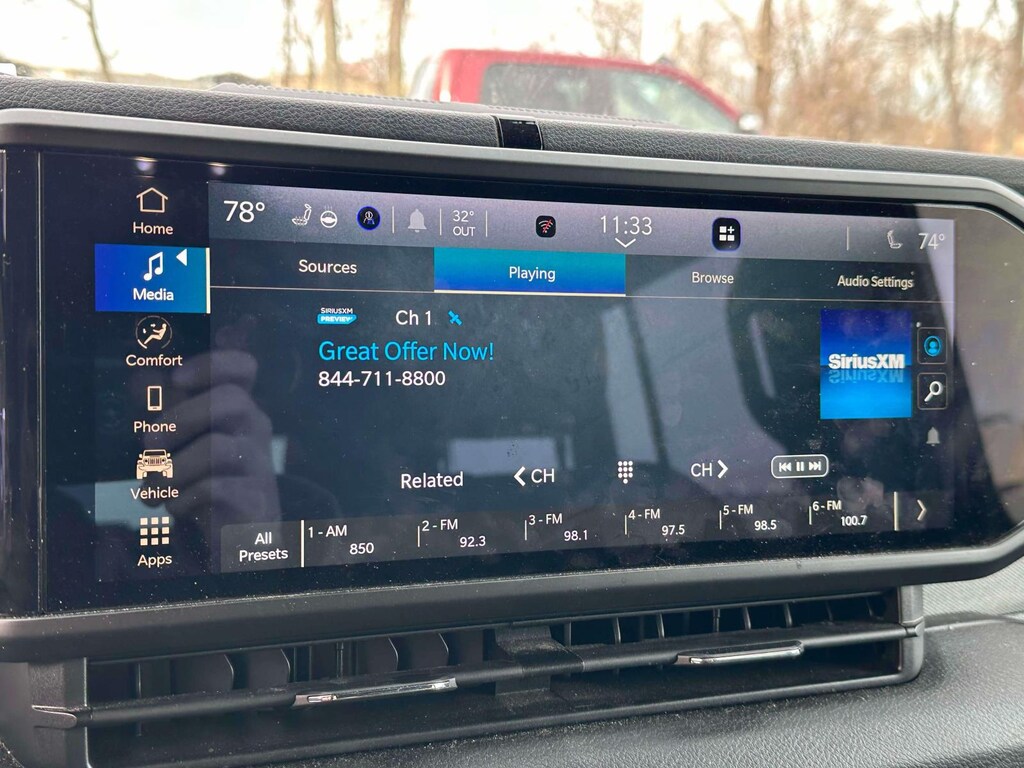 78°
32°
OUT
11:33
74°
Home
Media
Comfort
Phone
Vehicle
Apps
Sources
Playing
Browse
Audio Settings
SIRIUSXM
PREVIEW
Ch 1
Great Offer Now!
844-711-8800
SiriusXM
Related
CH
CH
All
Presets
1 - AM
850
2 - FM
92.3
3 - FM
98.1
4 - FM
97.5
5 - FM
98.5
6 - FM
100.7